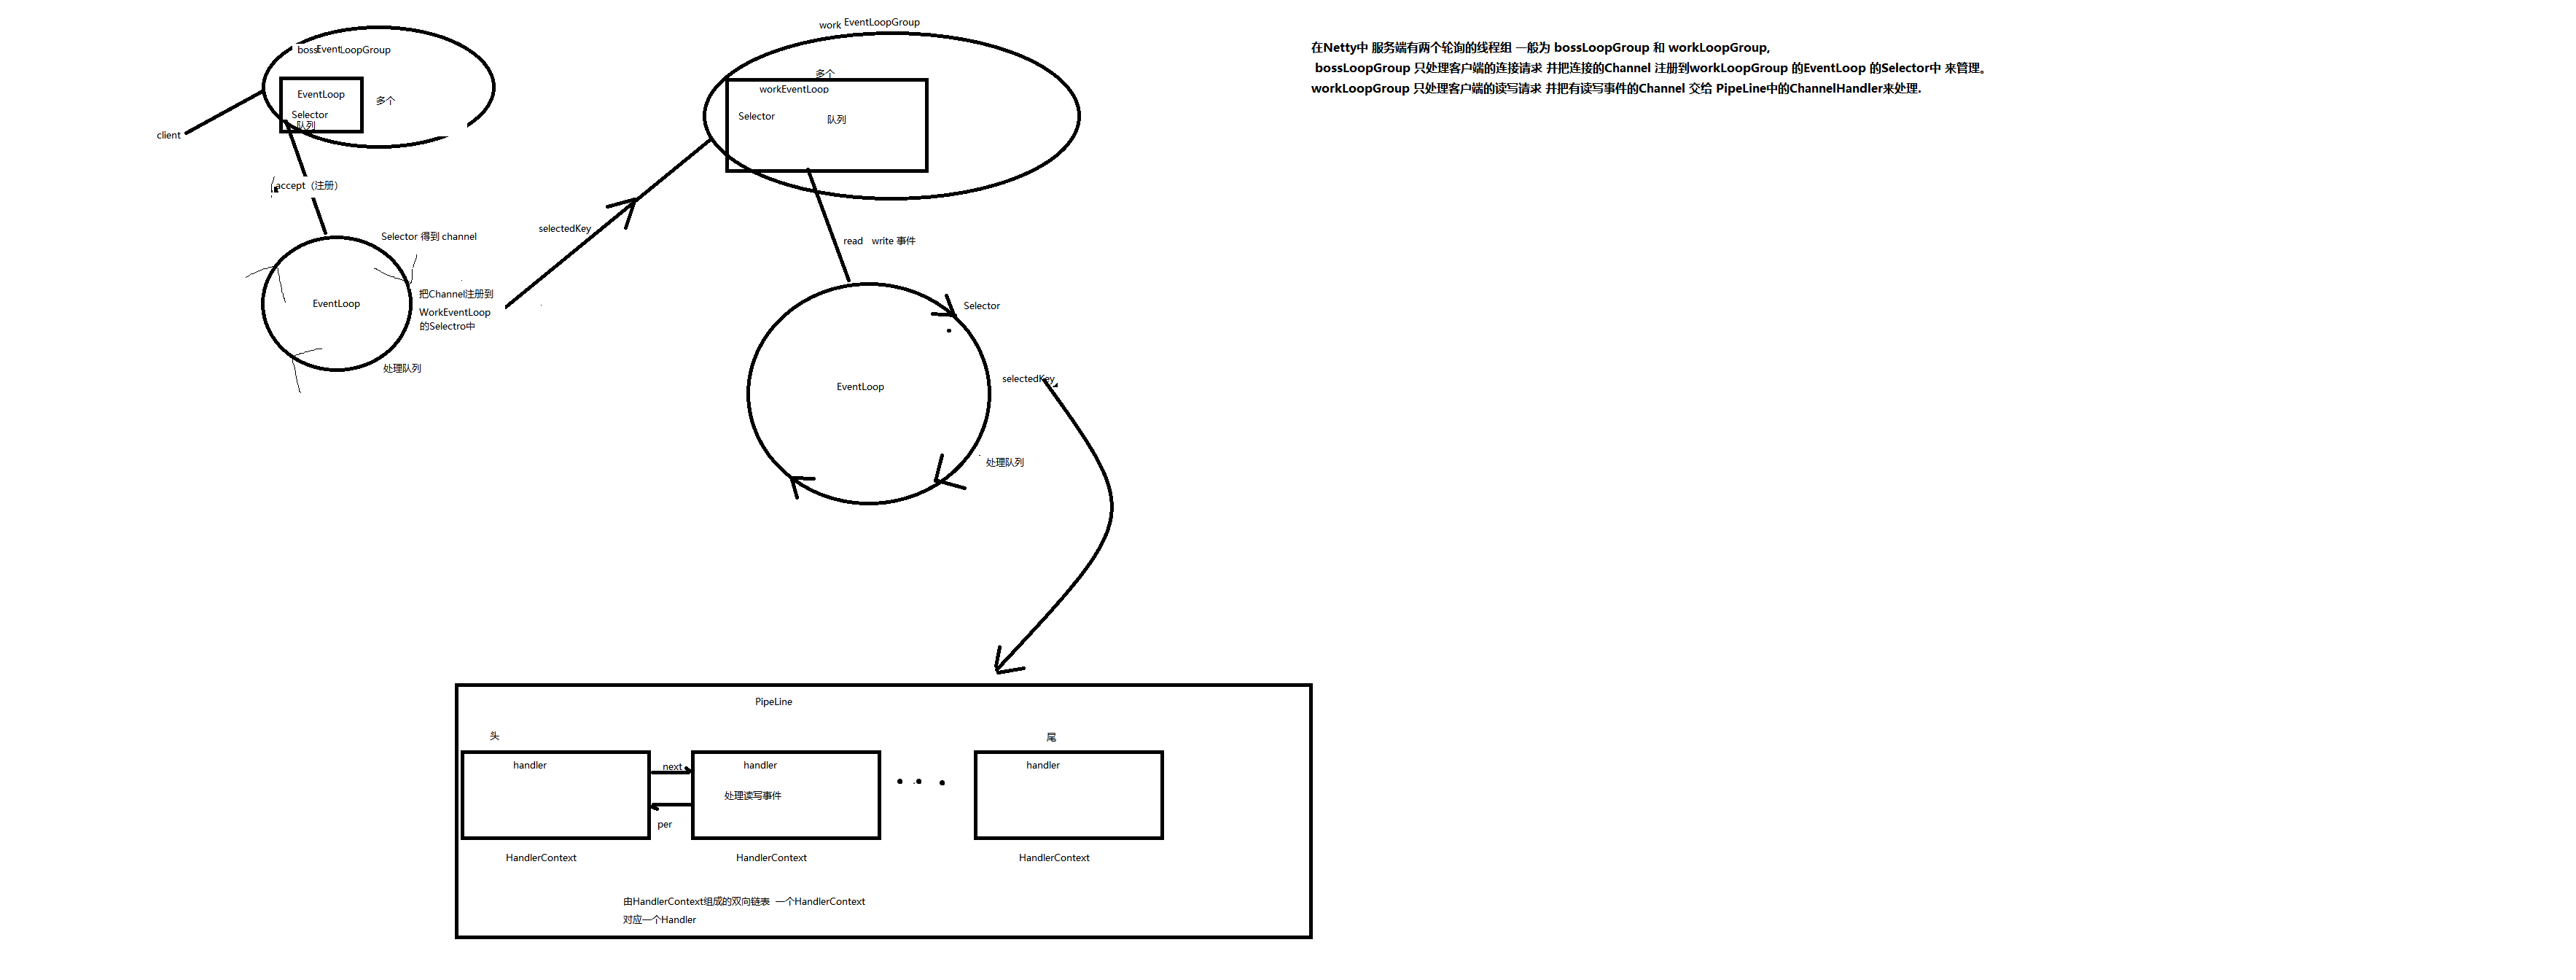 work EventLoopGroup
bossEventLoopGroup
多个
EventLoop
多个
Selector
队列
client
workEventLoop
Selector 队列
accept（注册）
selectedKey
Selector 得到 channel
read write 事件
把Channel注册到
WorkEventLoop
的Selectro中
EventLoop
处理队列
Selector
selectedKey
EventLoop
处理队列
在Netty中 服务端有两个轮询的线程组 一般为 bossLoopGroup 和 workLoopGroup,
bossLoopGroup 只处理客户端的连接请求 并把连接的Channel 注册到workLoopGroup 的EventLoop 的Selector中 来管理。
workLoopGroup 只处理客户端的读写请求 并把有读写事件的Channel 交给 PipeLine中的ChannelHandler来处理.
PipeLine
头
尾
handler
next
handler
handler
处理读写事件
per
HandlerContext
HandlerContext
HandlerContext
由HandlerContext组成的双向链表 一个HandlerContext
对应一个Handler